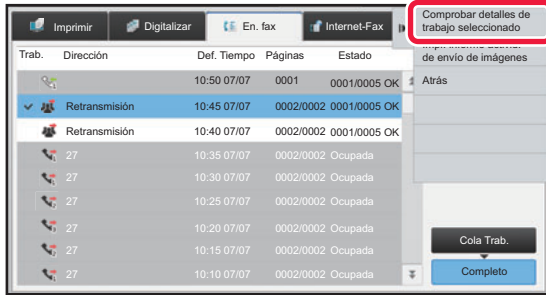 Imprimir Digitalizar En. fax Internet-Fax
Comprobar detalles de
trabajo seleccionado
de envío de imágenes
Atrás
Trab. Dirección Def. Tiempo Páginas Estado
10:50 07/07 0001 0001/0005 OK
Retransmisión 10:45 07/07 0002/0002 0001/0005 OK
Retransmisión 10:40 07/07 0002/0002 0001/0005 OK
27 10:35 07/07 0002/0002 Ocupada
27 10:30 07/07 0002/0002 Ocupada
27 10:25 07/07 0002/0002 Ocupada
27 10:20 07/07 0002/0002 Ocupada
27 10:15 07/07 0002/0002 Ocupada
27 10:10 07/07 0002/0002 Ocupada
Cola Trab.
Completo